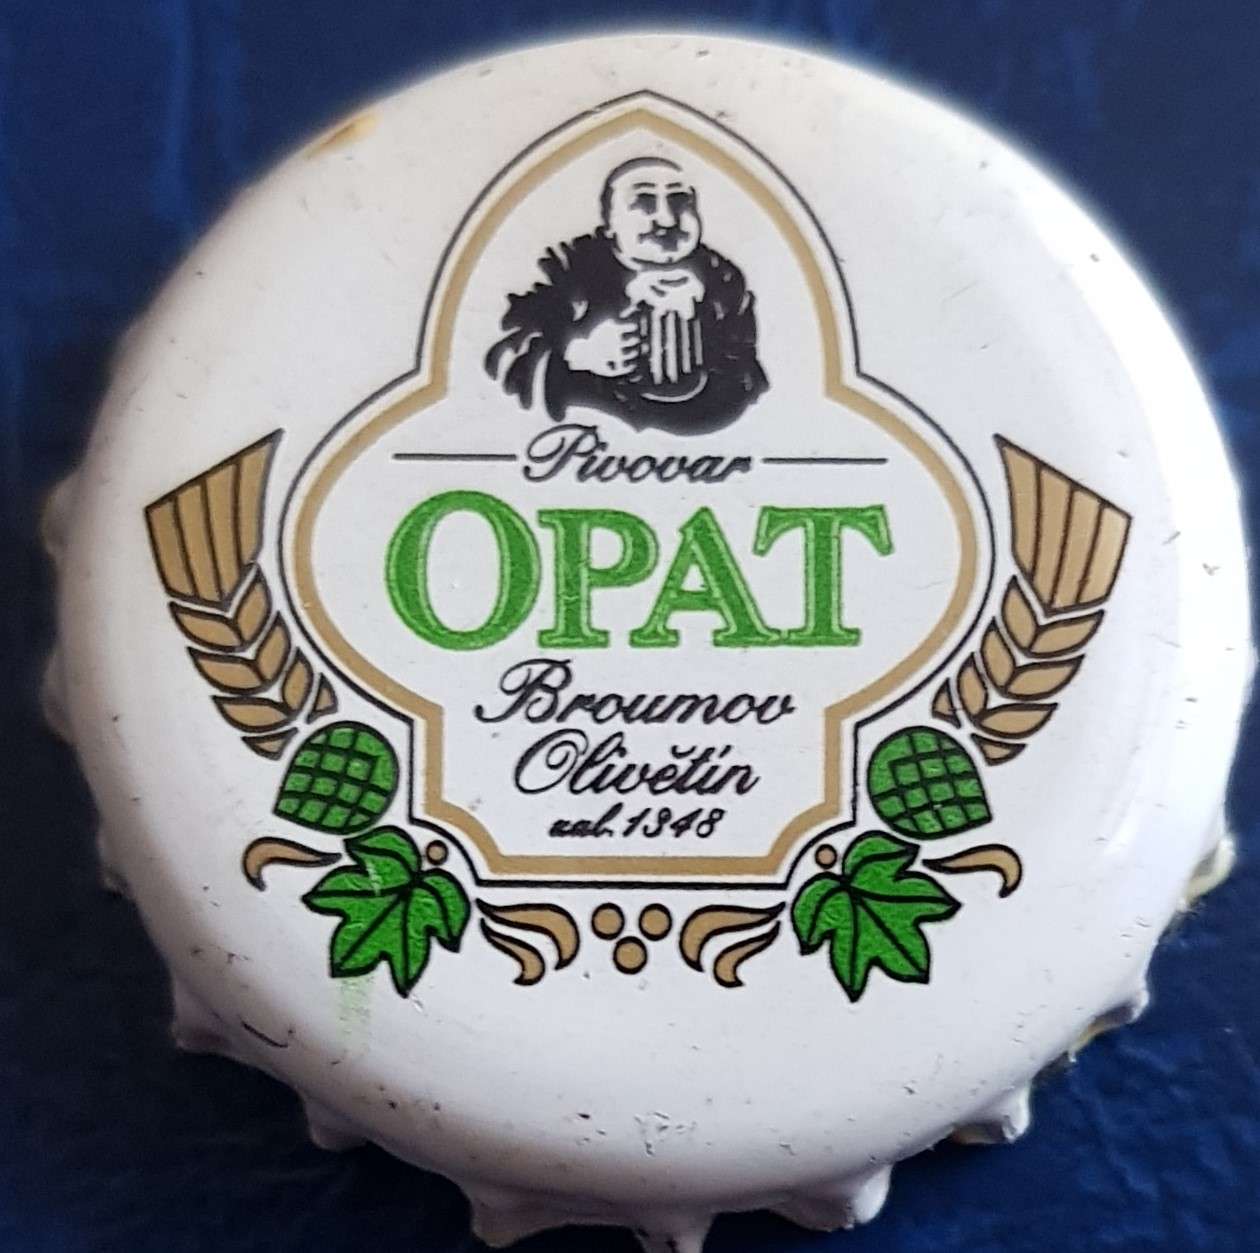 Pivovar
OPAT
Broumov
Olivětín
zal. 1348